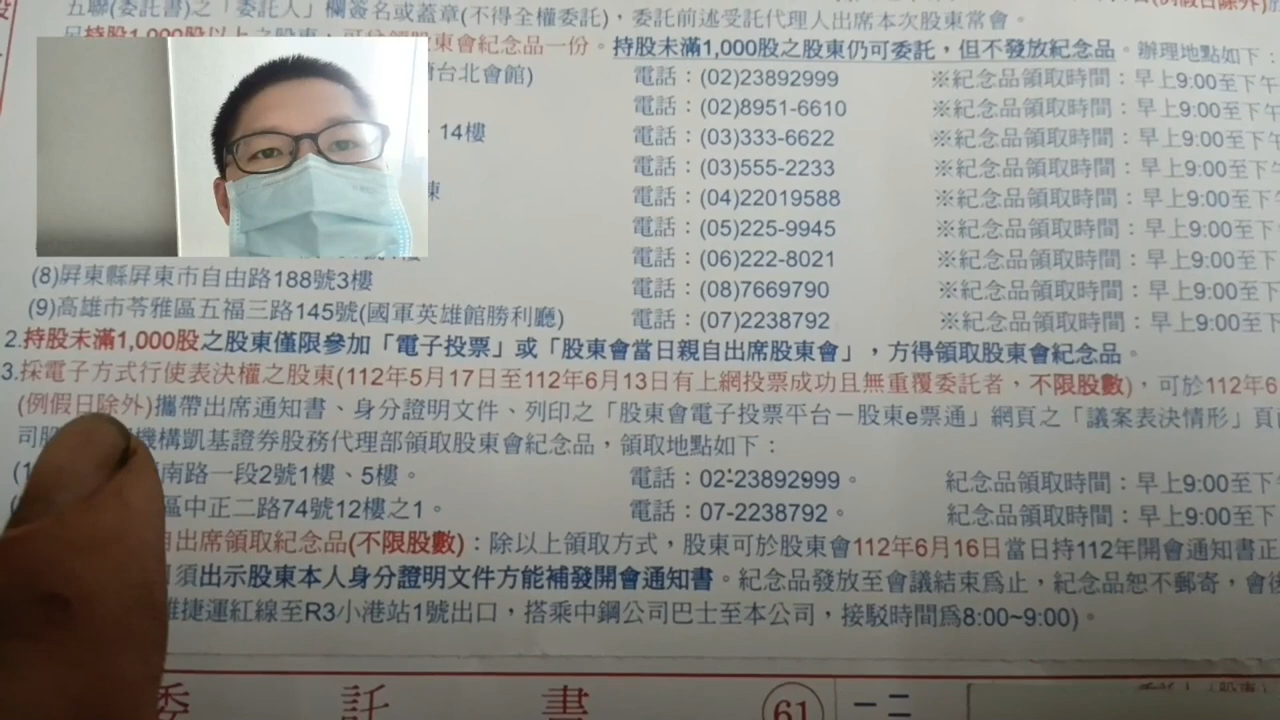 五聯(委託書)之「委託人」欄簽名或蓋章(不得全權委託)，委託前述受託代理人出席本次股東常會。
持股1,000股以上之股東，可分領股東會紀念品一份。持股未滿1,000股之股東仍可委託，但不發放紀念品。辦理地點如下：
台北會館) 電話：(02)23892999 ※紀念品領取時間：早上9:00至下午
電話：(02)8951-6610 ※紀念品領取時間：早上9:00至下午
14樓 電話：(03)333-6622 ※紀念品領取時間：早上9:00至下午
電話：(03)555-2233 ※紀念品領取時間：早上9:00至下
電話：(04)22019588 ※紀念品領取時間：早上9:00至下午
電話：(05)225-9945 ※紀念品領取時間：早上9:00至下
電話：(06)222-8021 ※紀念品領取時間：早上9:00至下
(8)屏東縣屏東市自由路188號3樓 電話：(08)7669790 ※紀念品領取時間：早上9:00至下
(9)高雄市苓雅區五福三路145號(國軍英雄館勝利廳) 電話：(07)2238792 ※紀念品領取時間：早上9:00至下
2.持股未滿1,000股之股東僅限參加「電子投票」或「股東會當日親自出席股東會」，方得領取股東會紀念品。
3.採電子方式行使表決權之股東(112年5月17日至112年6月13日有上網投票成功且無重覆委託者，不限股數)，可於112年6
(例假日除外)攜帶出席通知書、身分證明文件、列印之「股東會電子投票平台－股東e票通」網頁之「議案表決情形」頁
司股 機構凱基證券股務代理部領取股東會紀念品，領取地點如下：
南路一段2號1樓、5樓。 電話：02-23892999。 紀念品領取時間：早上9:00至下
區中正二路74號12樓之1。 電話：07-2238792。 紀念品領取時間：早上9:00至下
自出席領取紀念品(不限股數)：除以上領取方式，股東可於股東會112年6月16日當日持112年開會通知書正
須出示股東本人身分證明文件方能補發開會通知書。紀念品發放至會議結束為止，紀念品恕不郵寄，會後
捷運紅線至R3小港站1號出口，搭乘中鋼公司巴士至本公司，接駁時間為8:00~9:00)。
委託書 61 一二